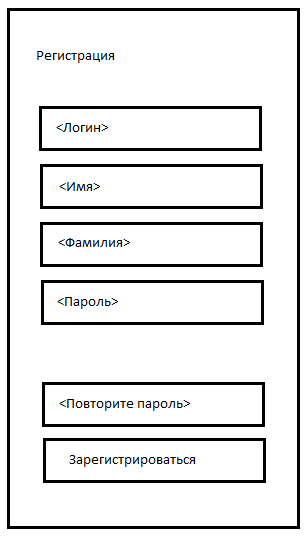 Регистрация
<Логин>
<Имя>
<Фамилия>
<Пароль>
<Повторите пароль>
Зарегистрироваться